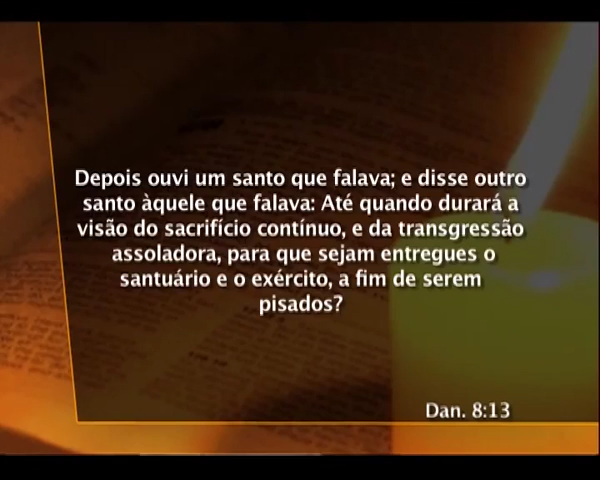 Depois ouvi um santo que falava; e disse outro
santo àquele que falava: Até quando durará a
visão do sacrifício contínuo, e da transgressão
assoladora, para que sejam entregues o
santuário e o exército, a fim de serem
pisados?
Dan. 8:13